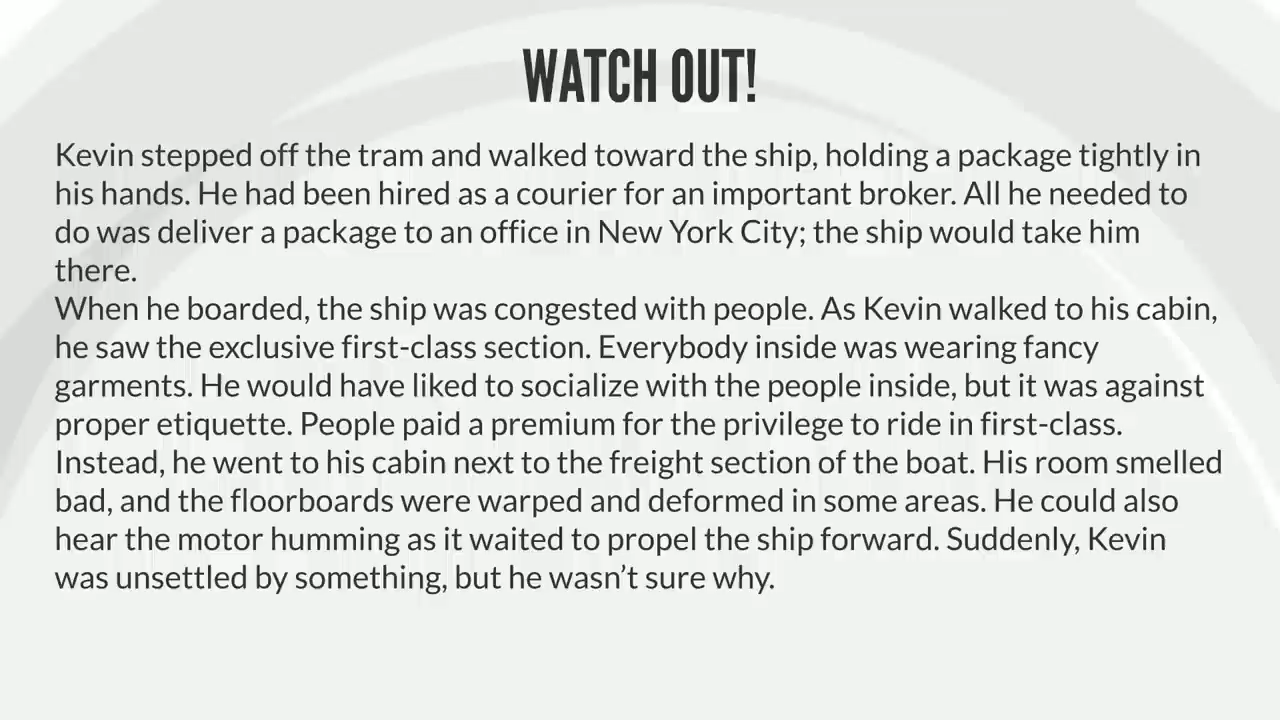 WATCH OUT!
Kevin stepped off the tram and walked toward the ship, holding a package tightly in
his hands. He had been hired as a courier for an important broker. All he needed to
do was deliver a package to an office in New York City; the ship would take him
there.
When he boarded, the ship was congested with people. As Kevin walked to his cabin,
he saw the exclusive first-class section. Everybody inside was wearing fancy
garments. He would have liked to socialize with the people inside, but it was against
proper etiquette. People paid a premium for the privilege to ride in first-class.
Instead, he went to his cabin next to the freight section of the boat. His room smelled
bad, and the floorboards were warped and deformed in some areas. He could also
hear the motor humming as it waited to propel the ship forward. Suddenly, Kevin
was unsettled by something, but he wasn’t sure why.